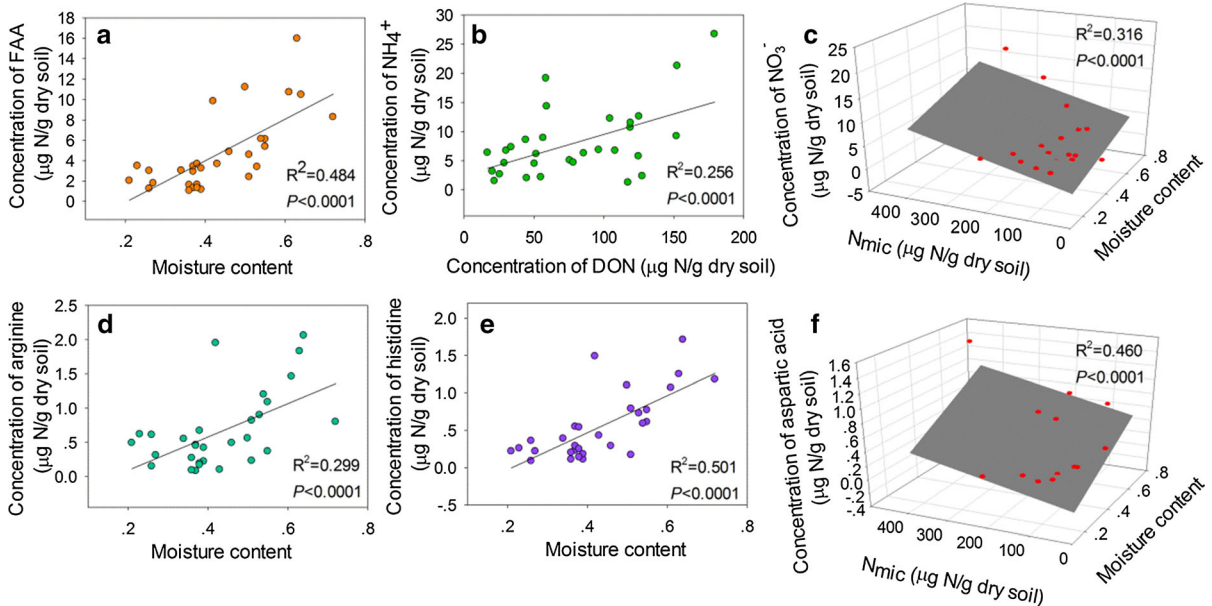 a
Concentration of FAA
(µg N/g dry soil)
18
16
14
12
10
8
6
4
2
0
R²=0.484
P<0.0001
.2
.4
.6
.8
Moisture content
b
Concentration of NH4⁺
(µg N/g dry soil)
30
25
20
15
10
5
0
R²=0.256
P<0.0001
0
50
100
150
200
Concentration of DON (µg N/g dry soil)
c
Concentration of NO₃⁻
(µg N/g dry soil)
25
20
15
10
5
0
-5
R²=0.316
P<0.0001
400
300
200
100
0
Nmic (µg N/g dry soil)
.2
.4
.6
.8
Moisture content
d
Concentration of arginine
(µg N/g dry soil)
2.5
2.0
1.5
1.0
.5
0.0
R²=0.299
P<0.0001
.2
.4
.6
.8
Moisture content
e
Concentration of histidine
(µg N/g dry soil)
2.0
1.5
1.0
.5
0.0
-.5
R²=0.501
P<0.0001
.2
.4
.6
.8
Moisture content
f
Concentration of aspartic acid
(µg N/g dry soil)
1.6
1.4
1.2
1.0
.8
.6
.4
.2
0.0
-.2
-.4
R²=0.460
P<0.0001
400
300
200
100
0
Nmic (µg N/g dry soil)
.2
.4
.6
.8
Moisture content